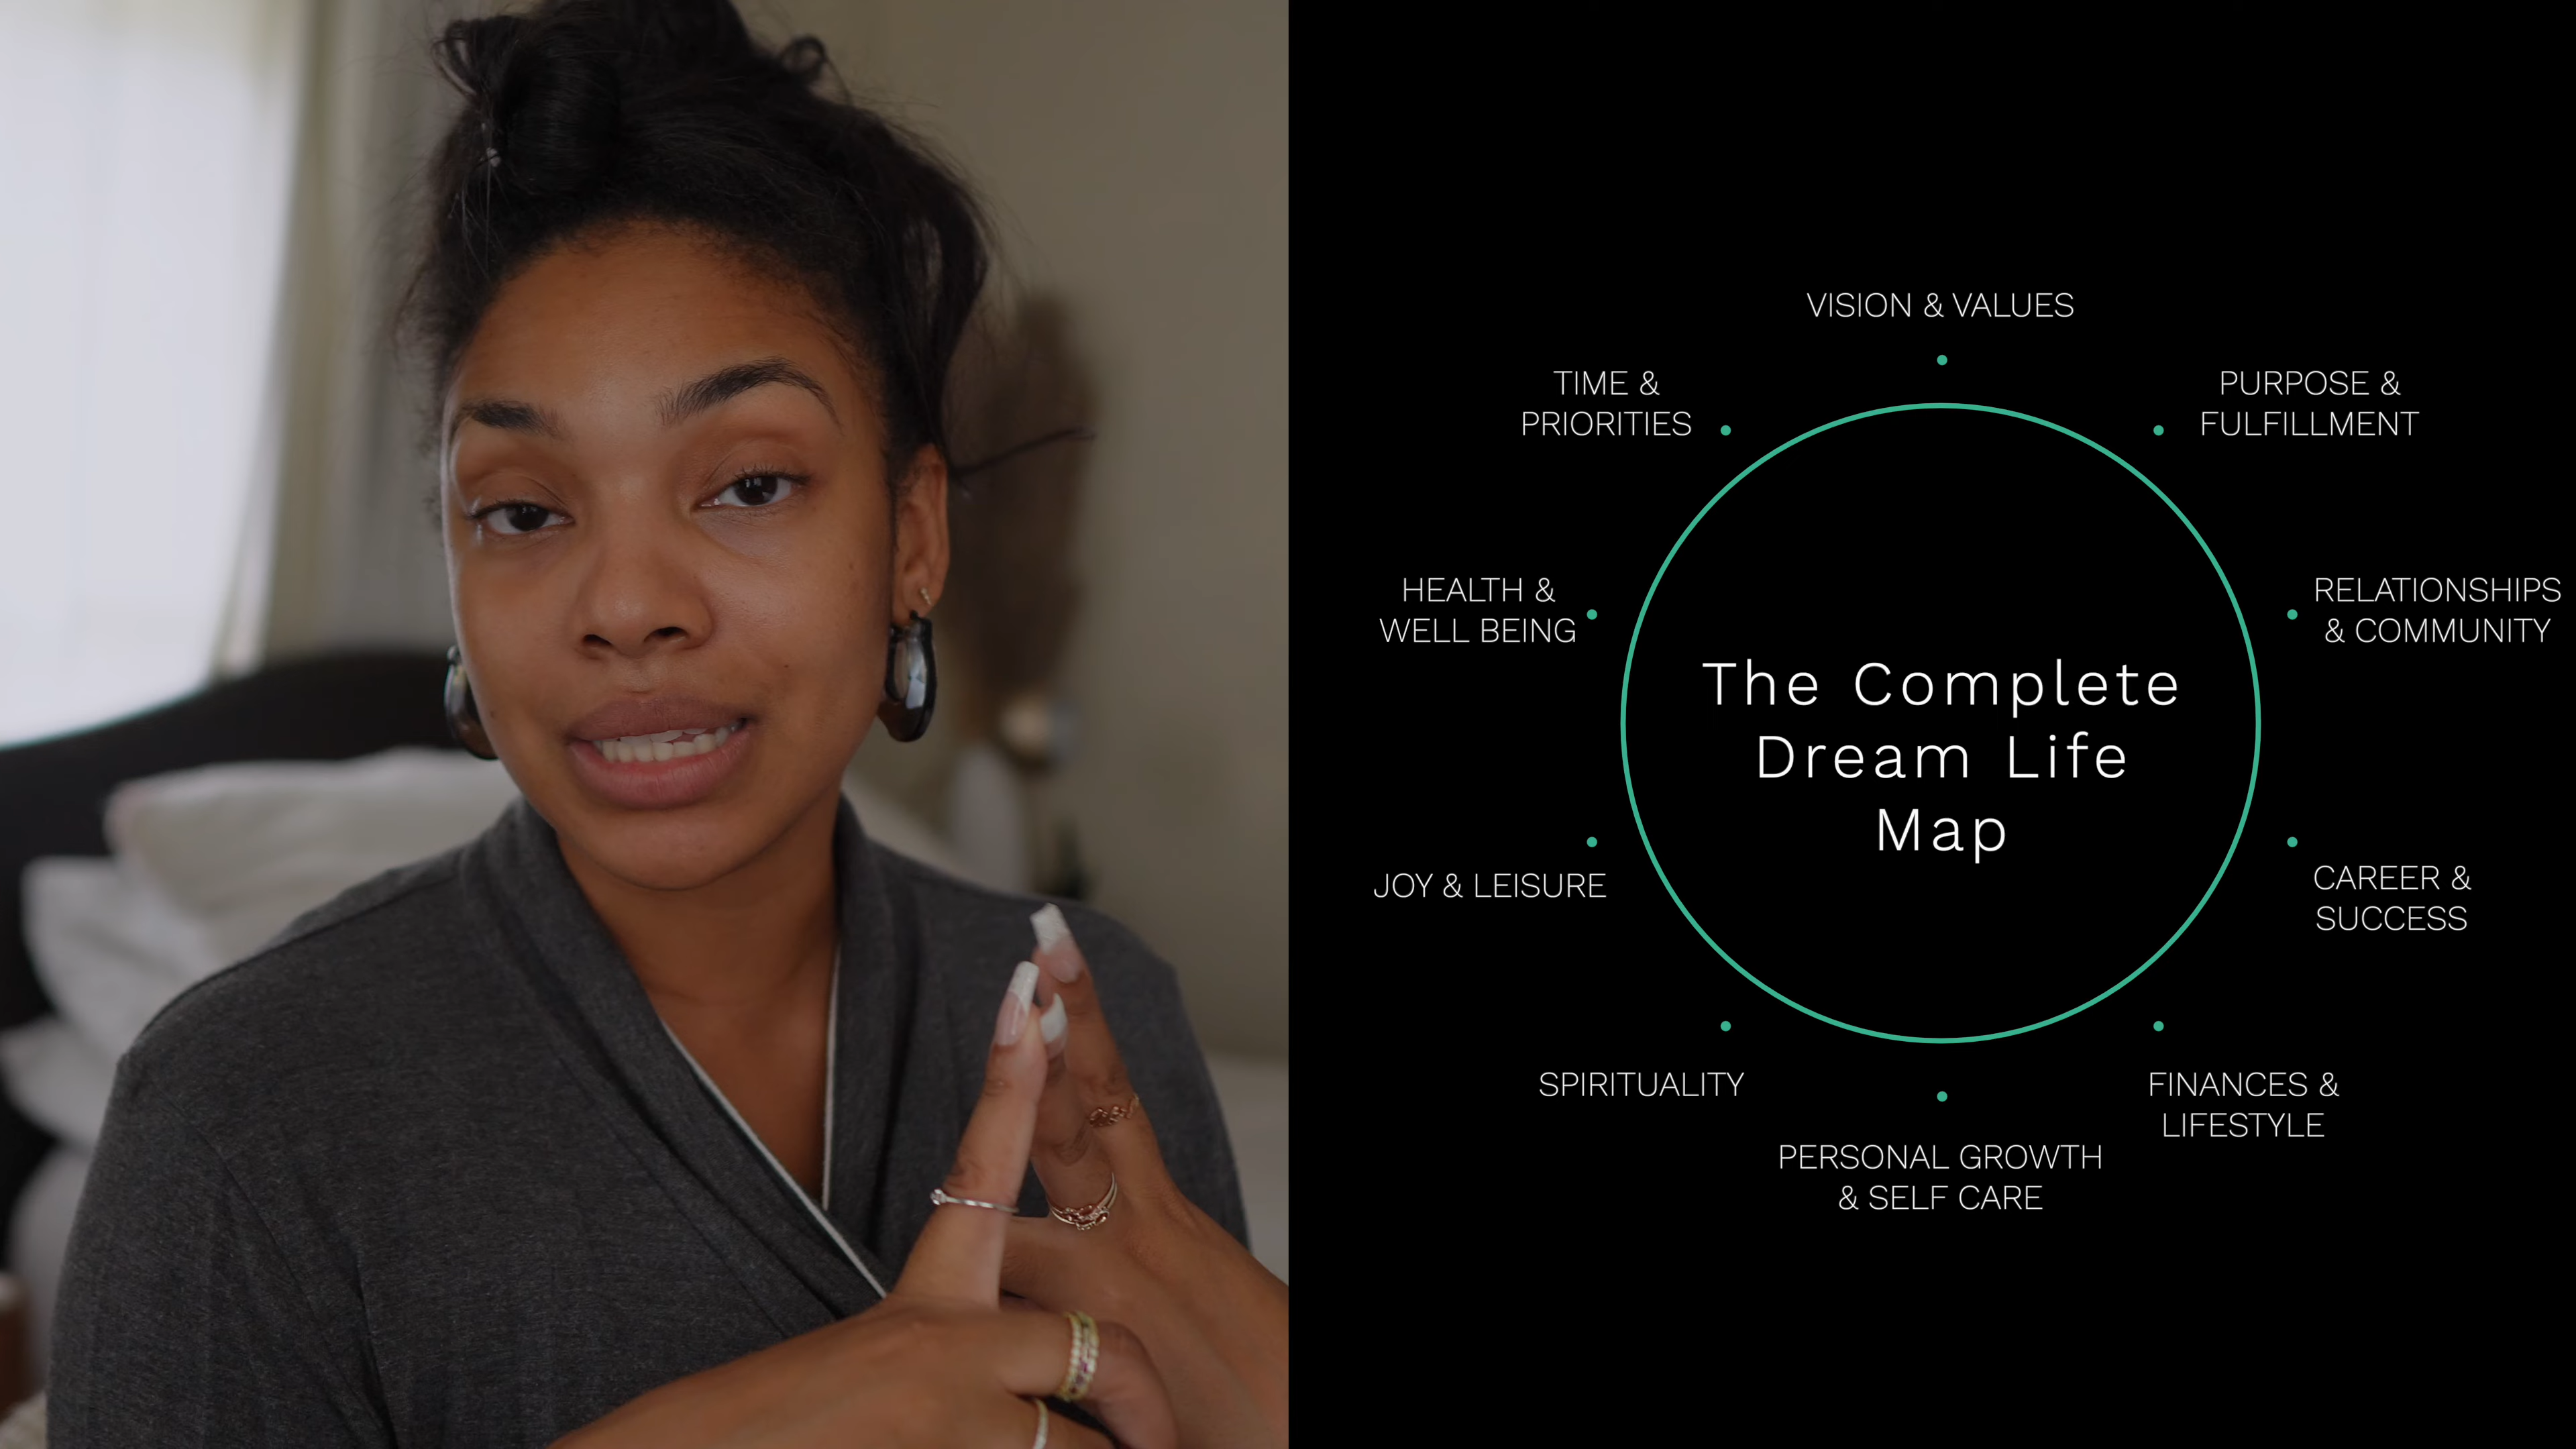 VISION & VALUES
TIME &
PRIORITIES
PURPOSE &
FULFILLMENT
HEALTH &
WELL BEING
RELATIONSHIPS
& COMMUNITY
The Complete
Dream Life
Map
JOY & LEISURE
CAREER &
SUCCESS
SPIRITUALITY
FINANCES &
LIFESTYLE
PERSONAL GROWTH
& SELF CARE